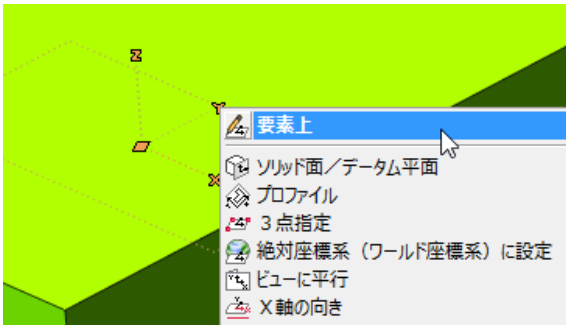 Z
Y
要素上
X
ソリッド面／データム平面
プロファイル
３点指定
絶対座標系（ワールド座標系）に設定
ビューに平行
X軸の向き